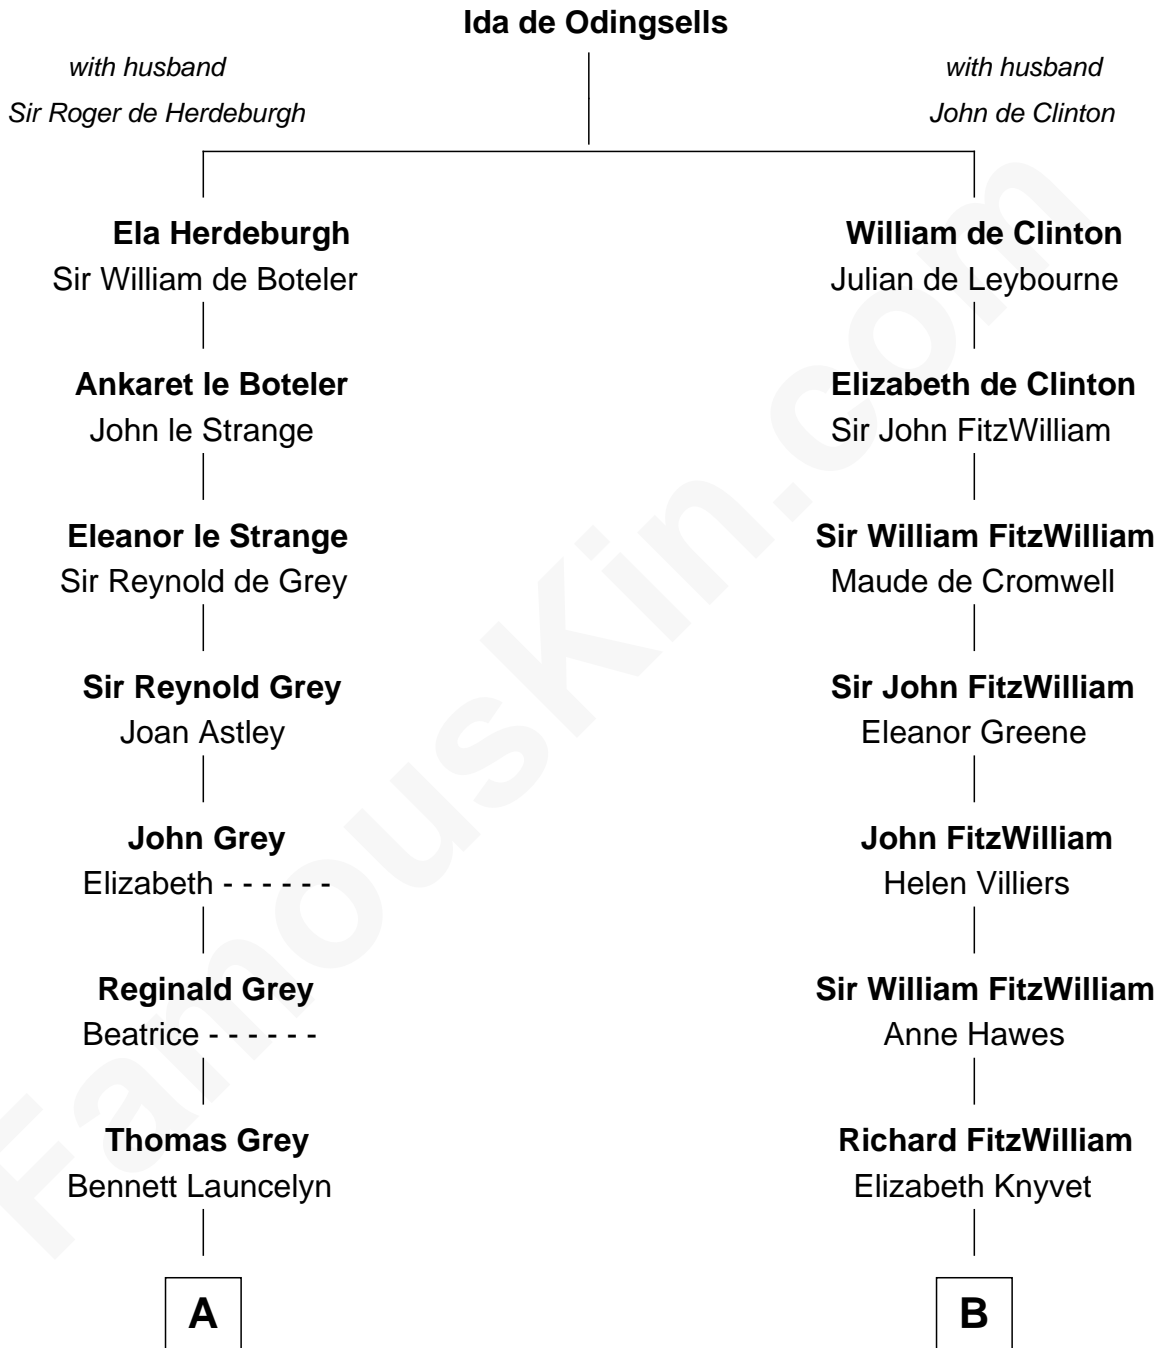 Ida de Odingsells
with husband
Sir Roger de Herdeburgh
with husband
John de Clinton
Ela Herdeburgh
Sir William de Boteler
Ankaret le Boteler
John le Strange
Eleanor le Strange
Sir Reynold de Grey
Sir Reynold Grey
Joan Astley
John Grey
Elizabeth - - - - - -
Reginald Grey
Beatrice - - - - - -
Thomas Grey
Bennett Launcelyn
A
William de Clinton
Julian de Leybourne
Elizabeth de Clinton
Sir John FitzWilliam
Sir William FitzWilliam
Maude de Cromwell
Sir John FitzWilliam
Eleanor Greene
John FitzWilliam
Helen Villiers
Sir William FitzWilliam
Anne Hawes
Richard FitzWilliam
Elizabeth Knyvet
B
FamousKin.com